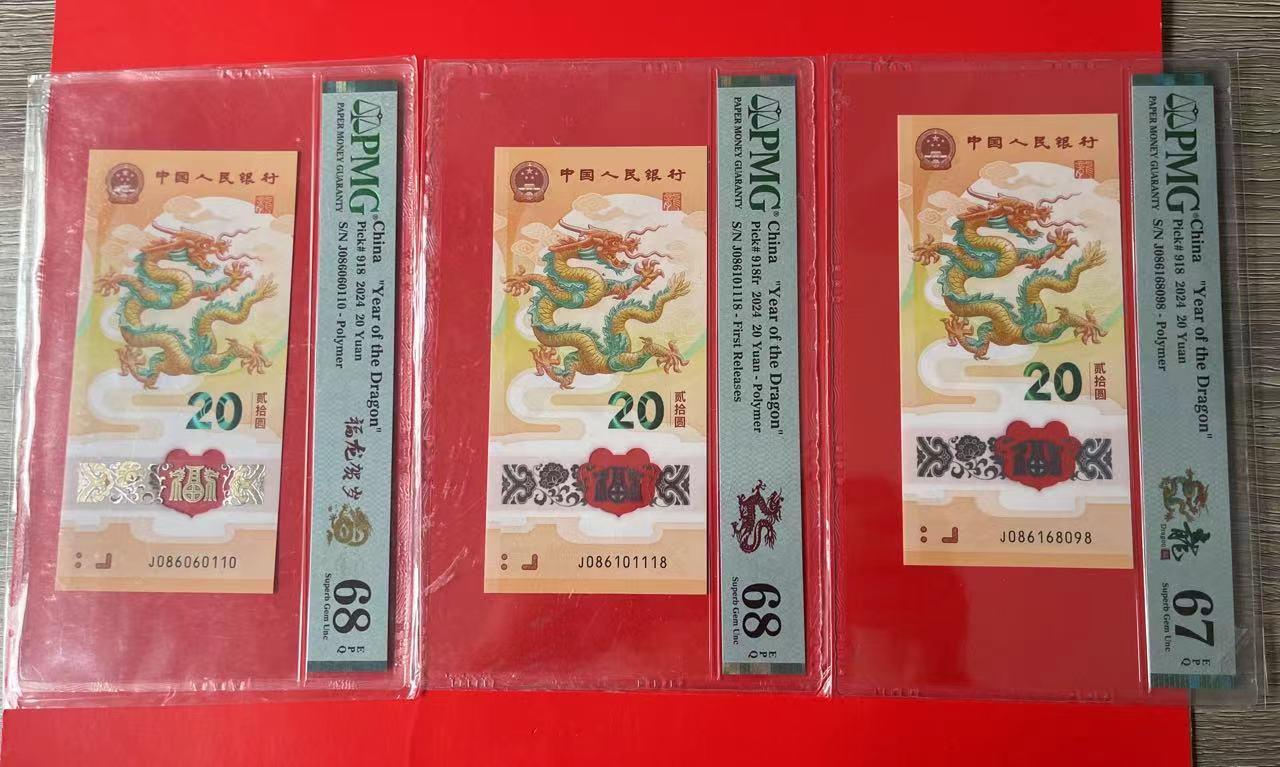 中国人民银行
20
贰拾圆
J086060110
PMG®
PAPER MONEY GUARANTY
China "Year of the Dragon"
Pick# 918 2024 20 Yuan
S/N J086060110 - Polymer
福龙贺岁
68 EPQ
Superb Gem Unc
中国人民银行
20
贰拾圆
J086101118
PMG®
PAPER MONEY GUARANTY
China "Year of the Dragon"
Pick# 918fr 2024 20 Yuan - Polymer
S/N J086101118 - First Releases
68 EPQ
Superb Gem Unc
中国人民银行
20
贰拾圆
J086168098
PMG®
PAPER MONEY GUARANTY
China "Year of the Dragon"
Pick# 918 2024 20 Yuan
S/N J086168098 - Polymer
龍
Dragon
67 EPQ
Superb Gem Unc